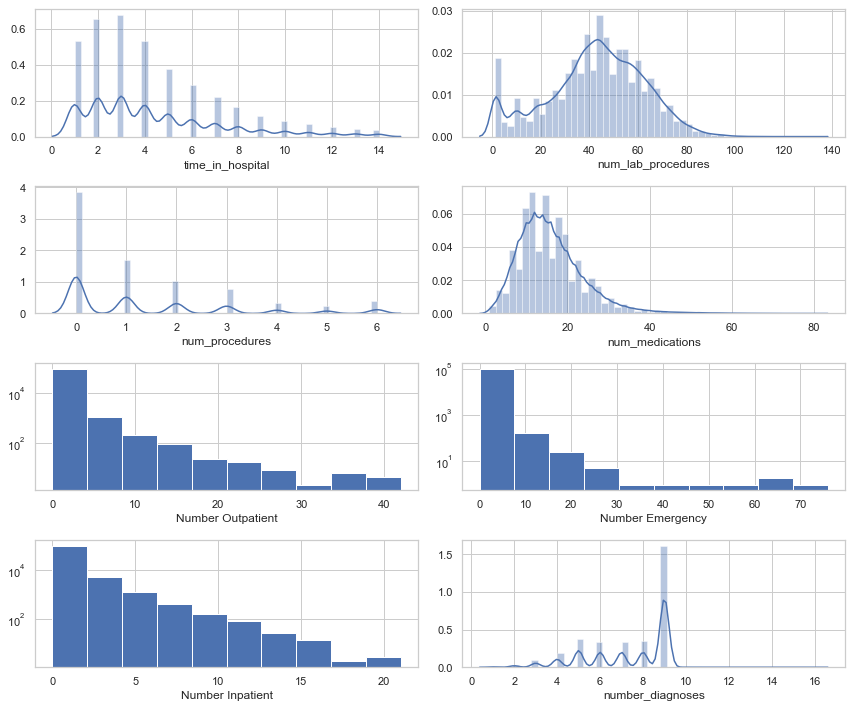 0.6
0.4
0.2
0.0
0 2 4 6 8 10 12 14
time_in_hospital
0.03
0.02
0.01
0.00
0 20 40 60 80 100 120 140
num_lab_procedures
4
3
2
1
0
0 1 2 3 4 5 6
num_procedures
0.06
0.04
0.02
0.00
0 20 40 60 80
num_medications
10⁴
10²
0 10 20 30 40
Number Outpatient
10⁵
10³
10¹
0 10 20 30 40 50 60 70
Number Emergency
10⁴
10²
0 5 10 15 20
Number Inpatient
1.5
1.0
0.5
0.0
0 2 4 6 8 10 12 14 16
number_diagnoses